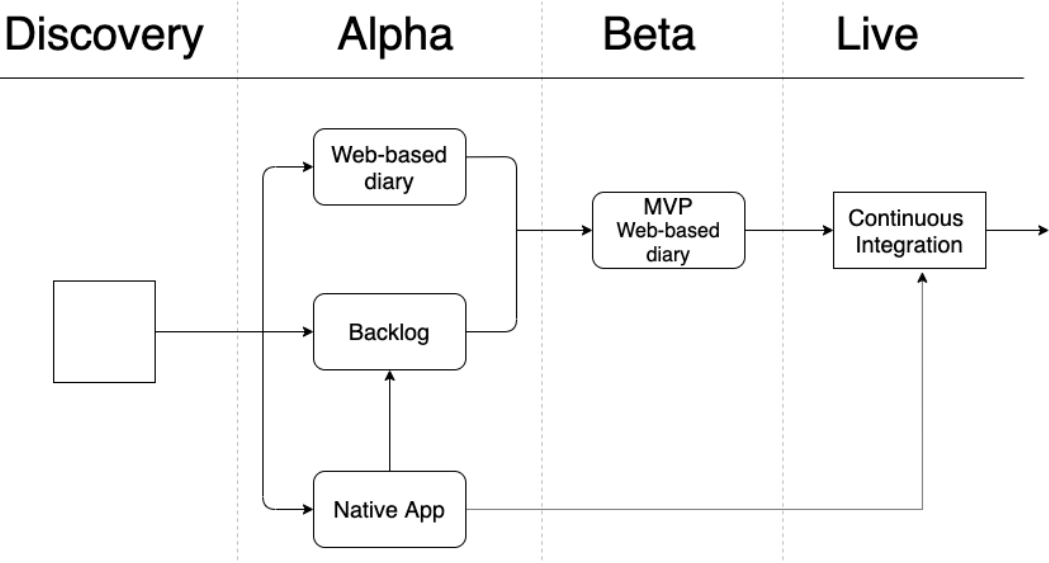 Discovery
Alpha
Beta
Live
Web-based
diary
Backlog
Native App
MVP
Web-based
diary
Continuous
Integration